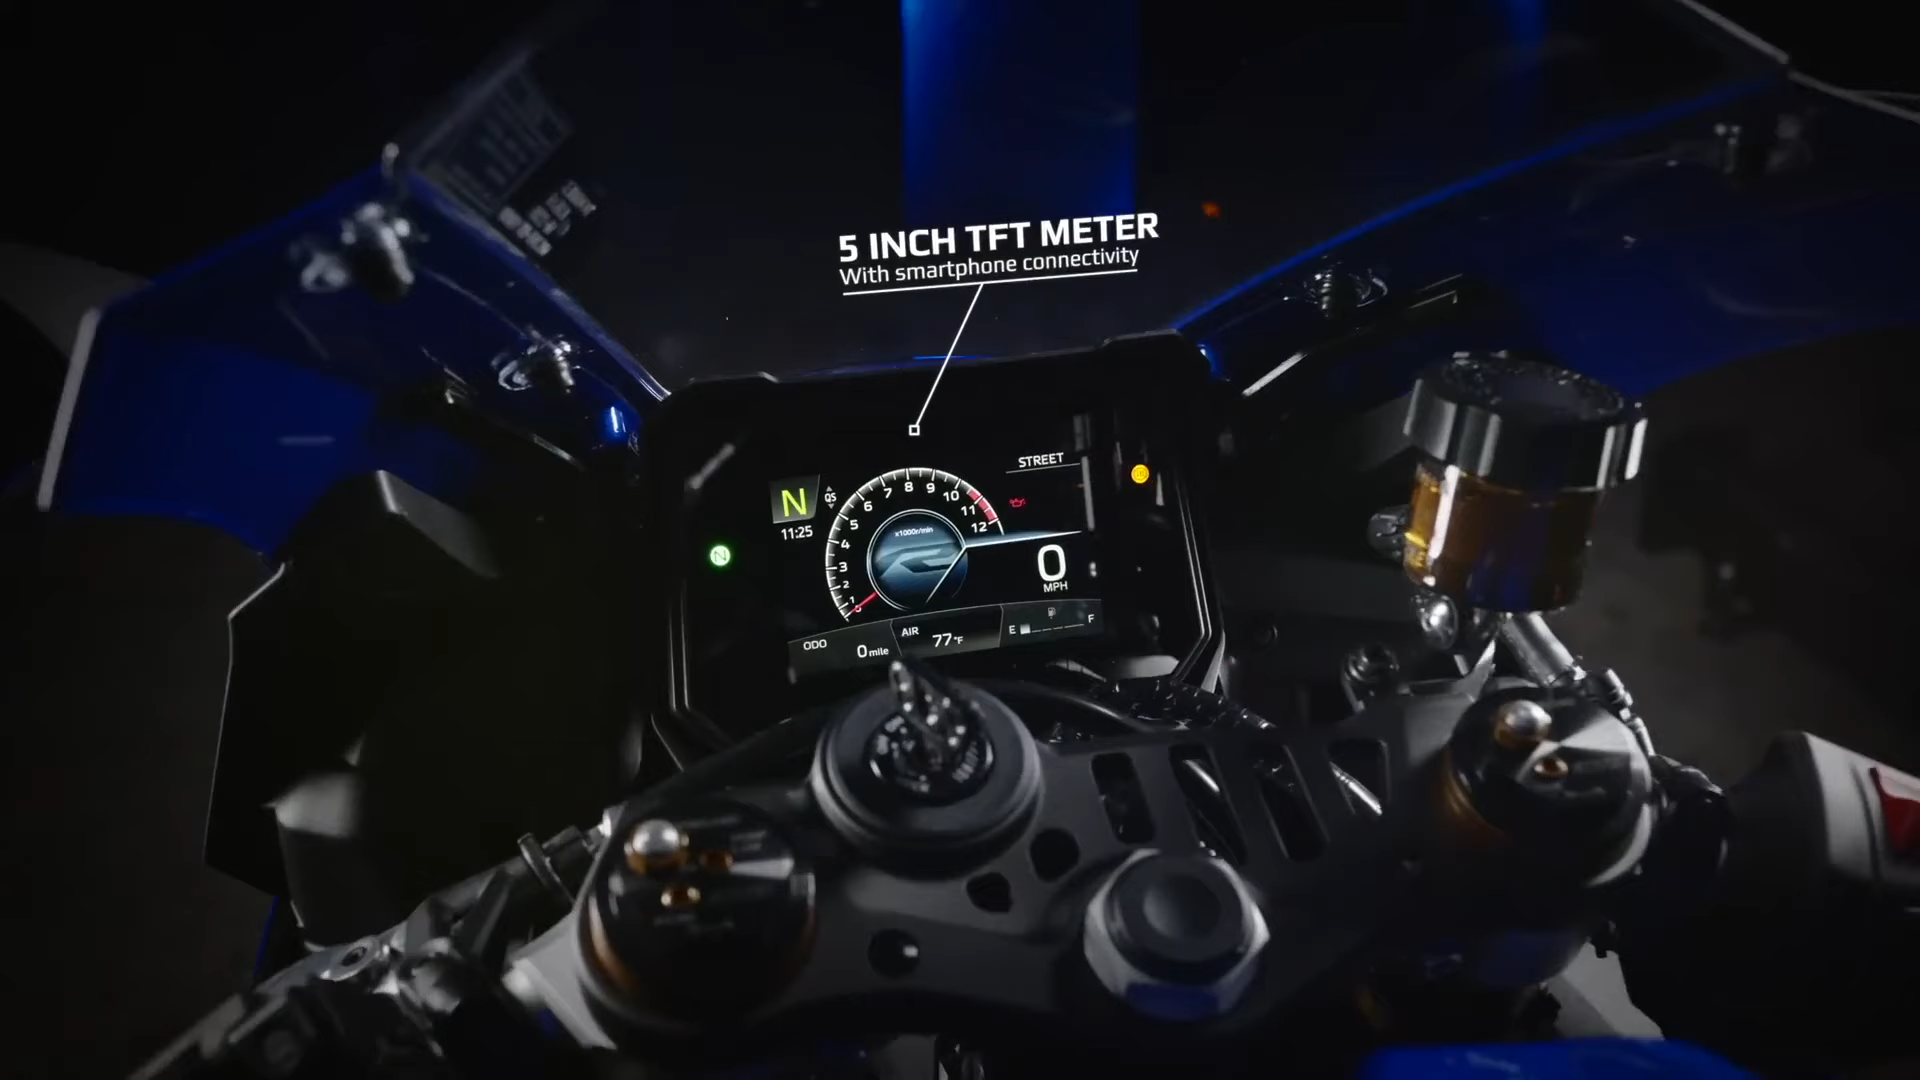 5 INCH TFT METER
With smartphone connectivity
STREET
N
QS
11:25
1 2 3 4 5 6 7 8 9 10 11 12
x1000r/min
N
0
MPH
ODO
0 mile
AIR
77°F
E
F